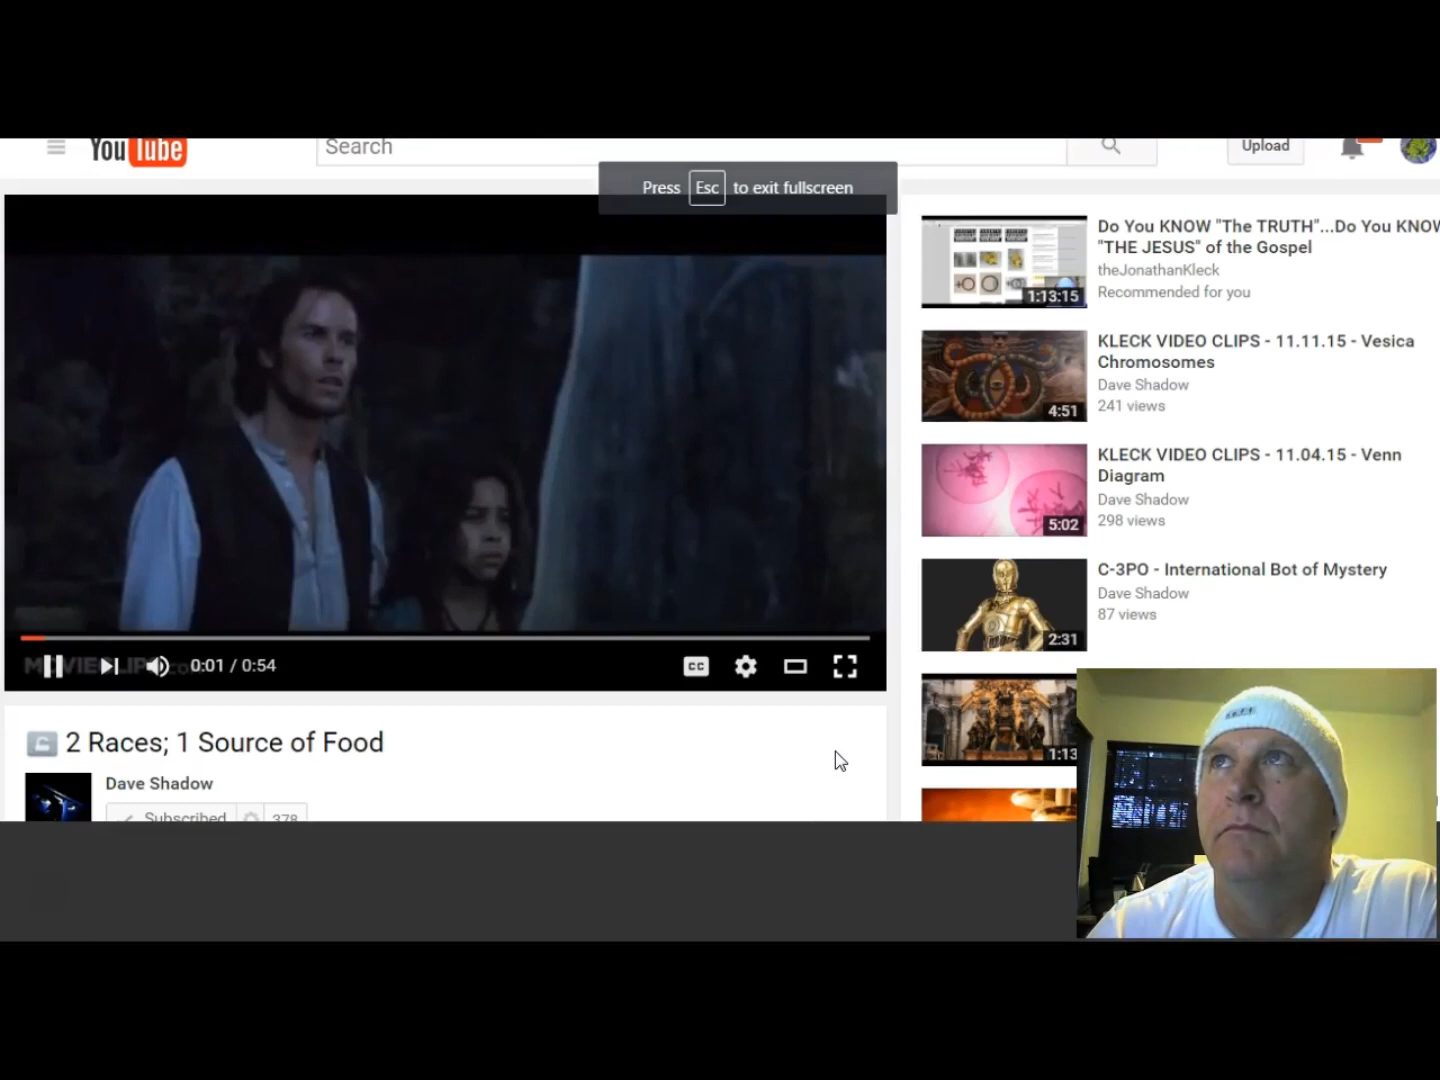 YouTube
Search
Upload
Press Esc to exit fullscreen
Do You KNOW "The TRUTH"...Do You KNOW
"THE JESUS" of the Gospel
theJonathanKleck
Recommended for you
1:13:15
KLECK VIDEO CLIPS - 11.11.15 - Vesica
Chromosomes
Dave Shadow
241 views
4:51
KLECK VIDEO CLIPS - 11.04.15 - Venn
Diagram
Dave Shadow
298 views
5:02
C-3PO - International Bot of Mystery
Dave Shadow
87 views
2:31
1:13
0:01 / 0:54
CC
2 Races; 1 Source of Food
Dave Shadow
Subscribed 378